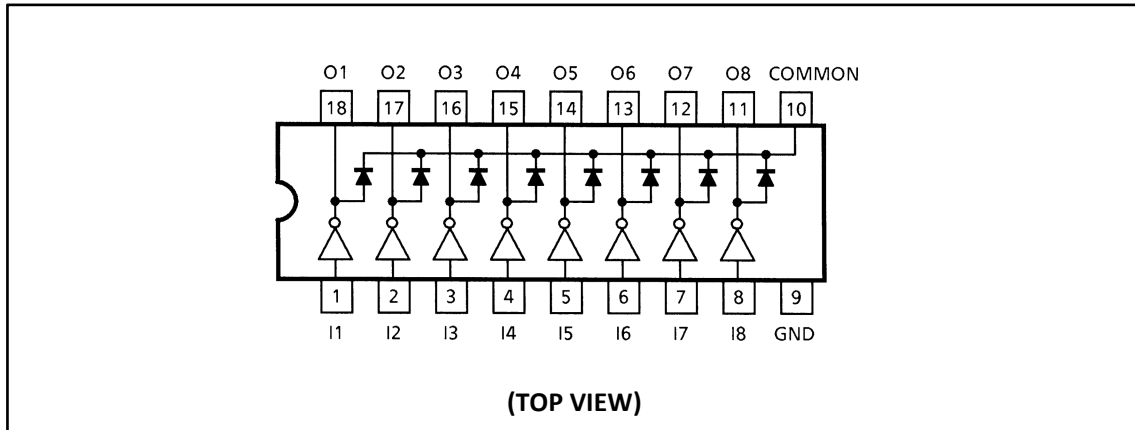 O1 O2 O3 O4 O5 O6 O7 O8 COMMON
18 17 16 15 14 13 12 11 10
1 2 3 4 5 6 7 8 9
I1 I2 I3 I4 I5 I6 I7 I8 GND
(TOP VIEW)